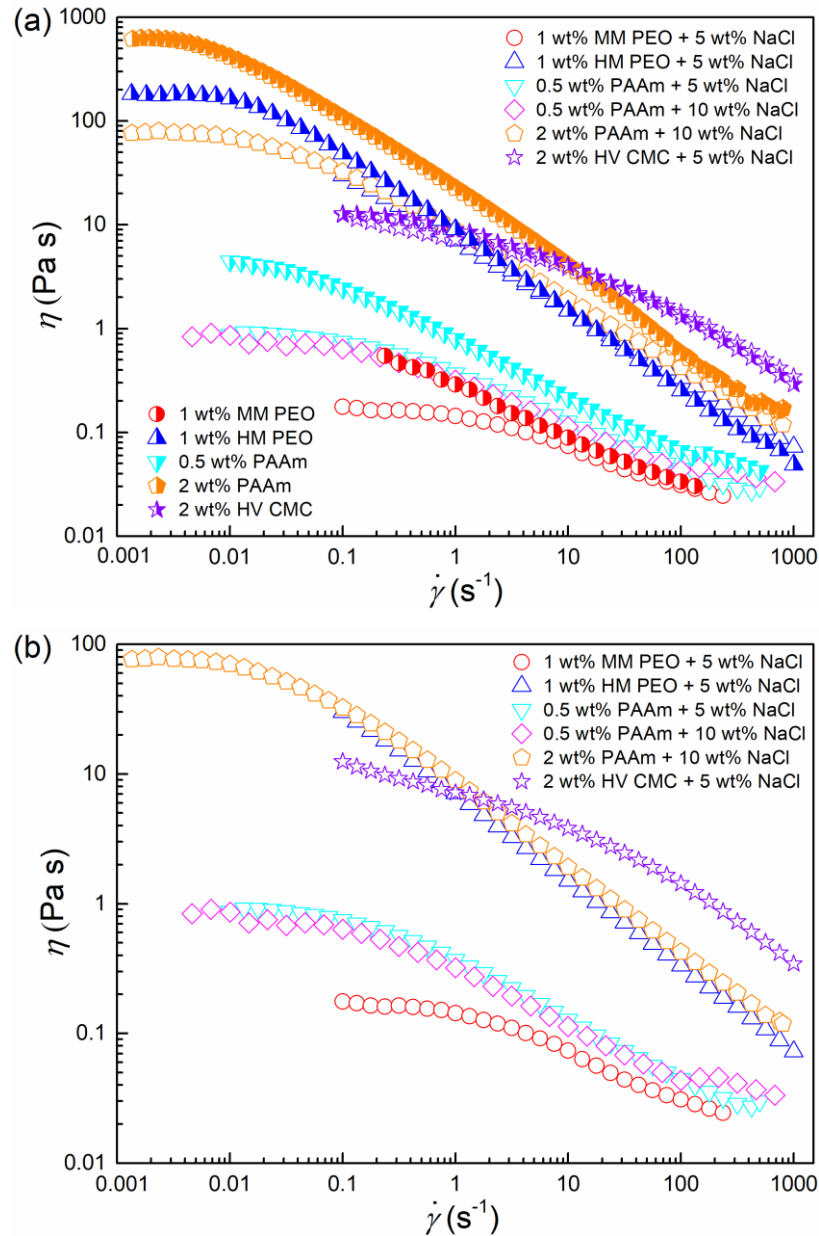 (a)
1000
1 wt% MM PEO + 5 wt% NaCl
1 wt% HM PEO + 5 wt% NaCl
0.5 wt% PAAm + 5 wt% NaCl
0.5 wt% PAAm + 10 wt% NaCl
2 wt% PAAm + 10 wt% NaCl
2 wt% HV CMC + 5 wt% NaCl
100
10
1
0.1
0.01
η (Pa s)
1 wt% MM PEO
1 wt% HM PEO
0.5 wt% PAAm
2 wt% PAAm
2 wt% HV CMC
0.001 0.01 0.1 1 10 100 1000
γ̇ (s⁻¹)
(b)
100
1 wt% MM PEO + 5 wt% NaCl
1 wt% HM PEO + 5 wt% NaCl
0.5 wt% PAAm + 5 wt% NaCl
0.5 wt% PAAm + 10 wt% NaCl
2 wt% PAAm + 10 wt% NaCl
2 wt% HV CMC + 5 wt% NaCl
10
1
0.1
0.01
η (Pa s)
0.001 0.01 0.1 1 10 100 1000
γ̇ (s⁻¹)